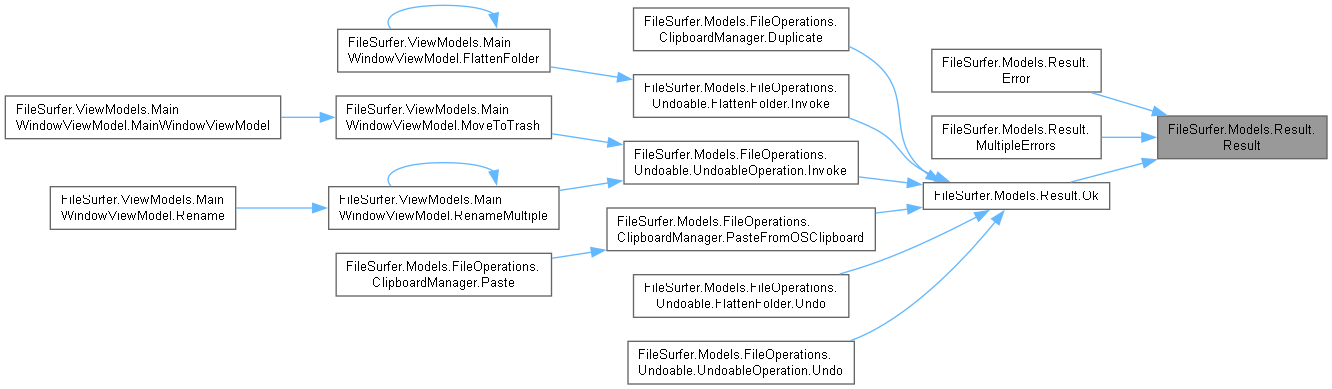 FileSurfer.ViewModels.Main
WindowViewModel.MainWindowViewModel
FileSurfer.ViewModels.Main
WindowViewModel.Rename
FileSurfer.ViewModels.Main
WindowViewModel.FlattenFolder
FileSurfer.ViewModels.Main
WindowViewModel.MoveToTrash
FileSurfer.ViewModels.Main
WindowViewModel.RenameMultiple
FileSurfer.Models.FileOperations.
ClipboardManager.Paste
FileSurfer.Models.FileOperations.
ClipboardManager.Duplicate
FileSurfer.Models.FileOperations.
Undoable.FlattenFolder.Invoke
FileSurfer.Models.FileOperations.
Undoable.UndoableOperation.Invoke
FileSurfer.Models.FileOperations.
ClipboardManager.PasteFromOSClipboard
FileSurfer.Models.FileOperations.
Undoable.FlattenFolder.Undo
FileSurfer.Models.FileOperations.
Undoable.UndoableOperation.Undo
FileSurfer.Models.Result.
Error
FileSurfer.Models.Result.
MultipleErrors
FileSurfer.Models.Result.Ok
FileSurfer.Models.Result.
Result